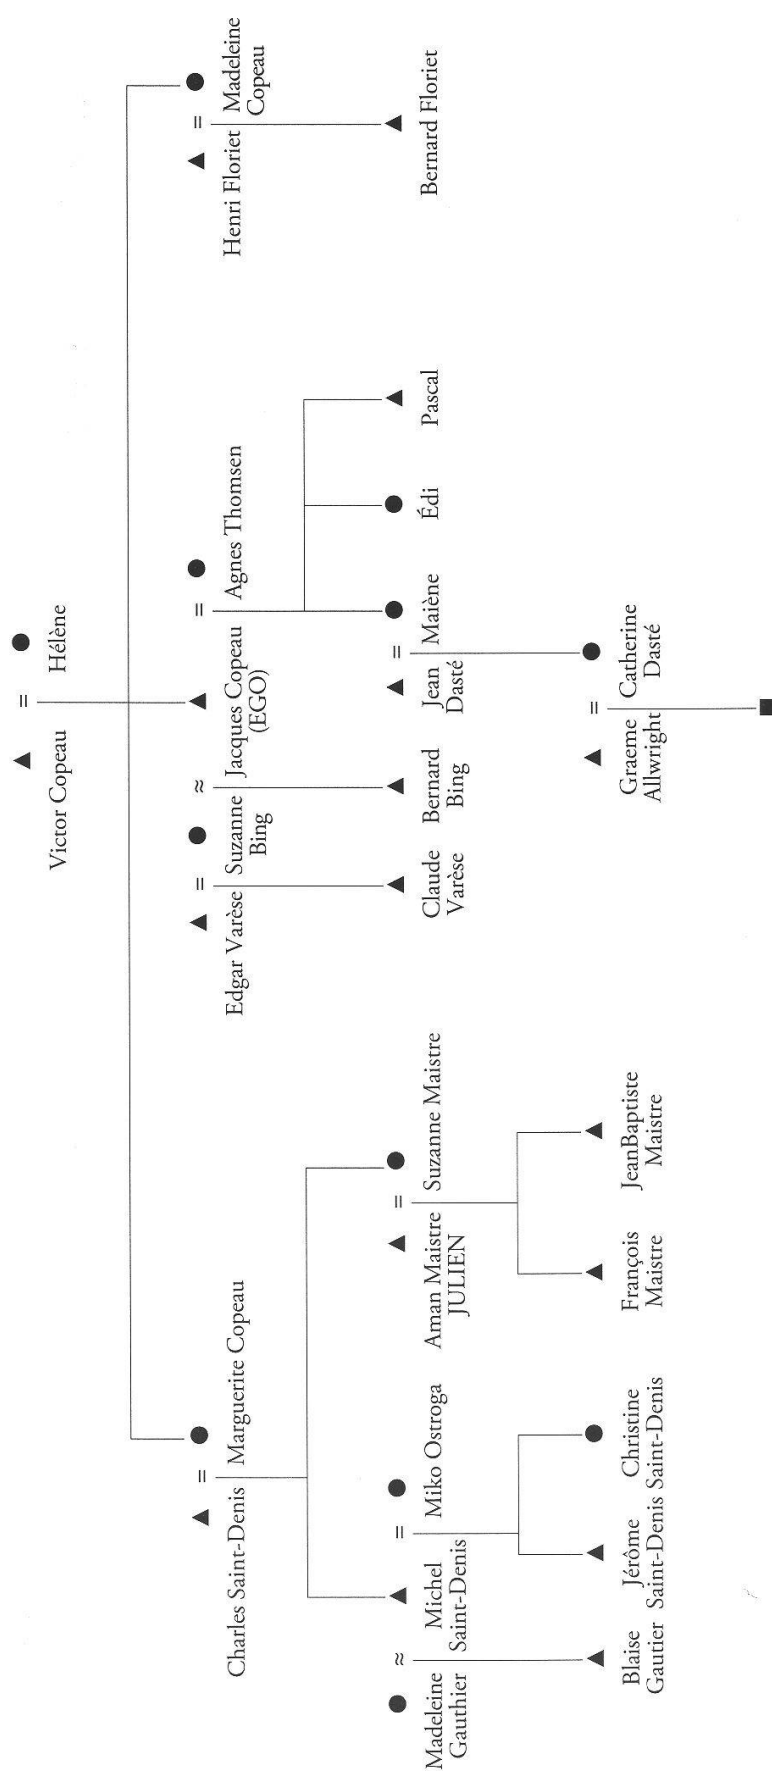 Victor Copeau
Hélène
Charles Saint-Denis
Marguerite Copeau
Edgar Varèse
Suzanne
Bing
Jacques Copeau
(EGO)
Agnes Thomsen
Henri Floriet
Madeleine
Copeau
Madeleine
Gauthier
Michel
Saint-Denis
Miko Ostroga
Aman Maistre
JULIEN
Suzanne Maistre
Claude
Varèse
Bernard
Bing
Jean
Dasté
Maiène
Édi
Pascal
Bernard Floriet
Blaise
Gautier
Jérôme
Saint-Denis
Christine
Saint-Denis
François
Maistre
JeanBaptiste
Maistre
Graeme
Allwright
Catherine
Dasté